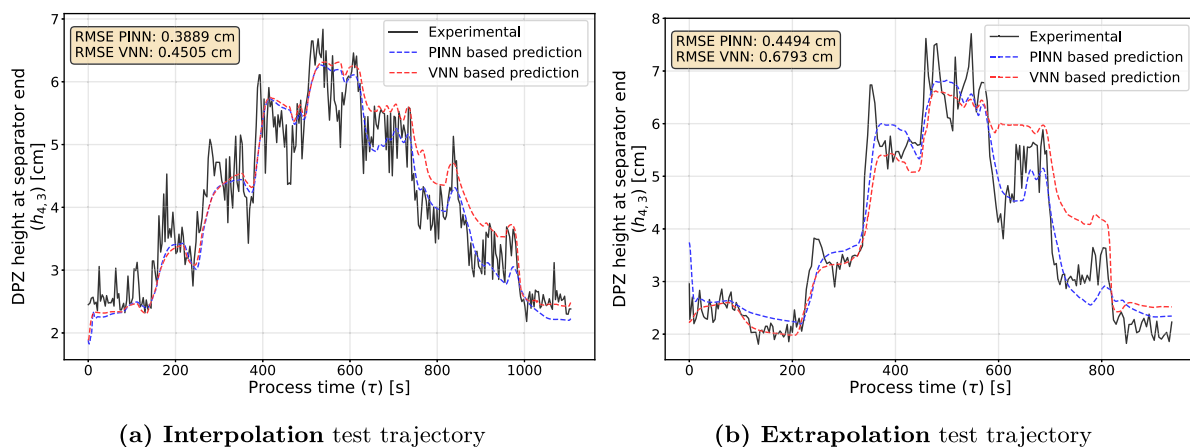 RMSE PINN: 0.3889 cm
RMSE VNN: 0.4505 cm
Experimental
PINN based prediction
VNN based prediction
7
6
5
4
3
2
DPZ height at separator end
(h4, 3) [cm]
0
200
400
600
800
1000
Process time (τ) [s]
(a) Interpolation test trajectory
RMSE PINN: 0.4494 cm
RMSE VNN: 0.6793 cm
Experimental
PINN based prediction
VNN based prediction
8
7
6
5
4
3
2
DPZ height at separator end
(h4, 3) [cm]
0
200
400
600
800
Process time (τ) [s]
(b) Extrapolation test trajectory